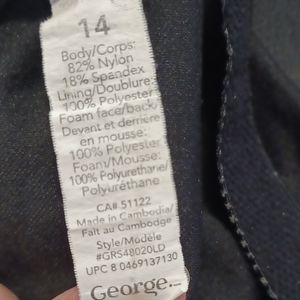 14
Body/Corps:
82% Nylon
18% Spandex
Lining/Doublure:
100% Polyester
Foam face/back/
Devant et derrière
en mousse:
100% Polyester
Foam/Mousse:
100% Polyurethane/
Polyuréthane
CA# 51122
Made in Cambodia/
Fait au Cambodge
Style/Modèle
#GRS48020LD
UPC 8 0469137130
George.